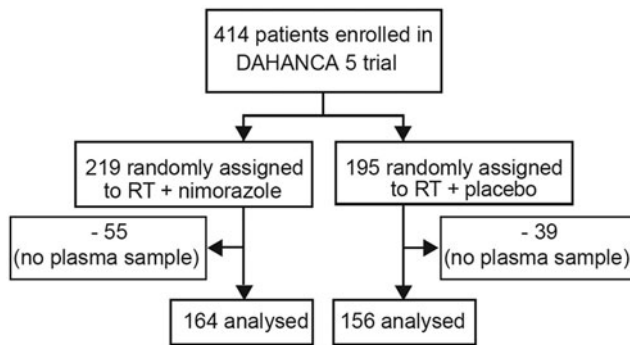 414 patients enrolled in
DAHANCA 5 trial
219 randomly assigned
to RT + nimorazole
195 randomly assigned
to RT + placebo
- 55
(no plasma sample)
- 39
(no plasma sample)
164 analysed
156 analysed